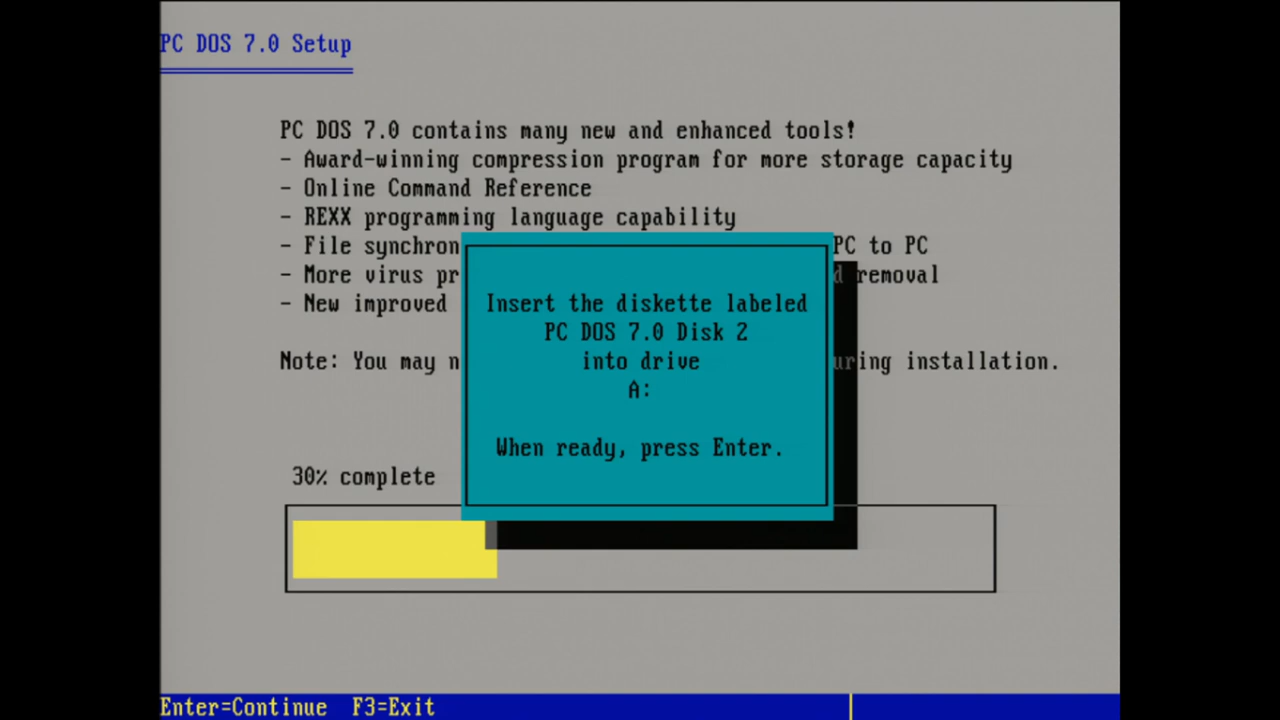 PC DOS 7.0 Setup
PC DOS 7.0 contains many new and enhanced tools!
- Award-winning compression program for more storage capacity
- Online Command Reference
- REXX programming language capability
- File synchron PC to PC
- More virus pr d removal
- New improved
Note: You may n uring installation.
Insert the diskette labeled
PC DOS 7.0 Disk 2
into drive
A:
When ready, press Enter.
30% complete
Enter=Continue F3=Exit